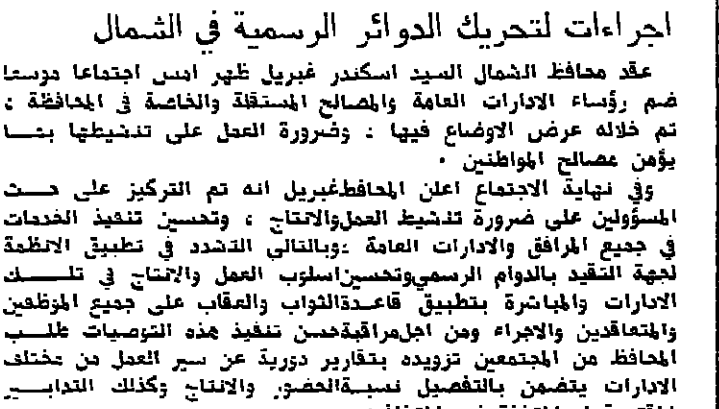 اجراءات لتحريك الدوائر الرسمية في الشمال
عقد محافظ الشمال السيد اسكندر غبريل ظهر امس اجتماعا موسعا
ضم رؤساء الادارات العامة والمصالح المستقلة والخاصة في المحافظة ،
تم خلاله عرض الاوضاع فيها ، وضرورة العمل على تنشيطها بمـــا
يؤمن مصالح المواطنين .
وفي نهاية الاجتماع اعلن المحافظ غبريل انه تم التركيز على حـــث
المسؤولين على ضرورة تنشيط العمل والانتاج ، وتحسين تنفيذ الخدمات
في جميع المرافق والادارات العامة ، وبالتالي التشدد في تطبيق الانظمة
لجهة التقيد بالدوام الرسمي وتحسين اسلوب العمل والانتاج في تلـــك
الادارات والمباشرة بتطبيق قاعدة الثواب والعقاب على جميع الموظفين
والمتعاقدين والاجراء ومن اجل مراقبة حسن تنفيذ هذه التوصيات طلـــب
المحافظ من المجتمعين تزويده بتقارير دورية عن سير العمل من مختلف
الادارات يتضمن بالتفصيل نسبة الحضور والانتاج وكذلك التدابيـــر